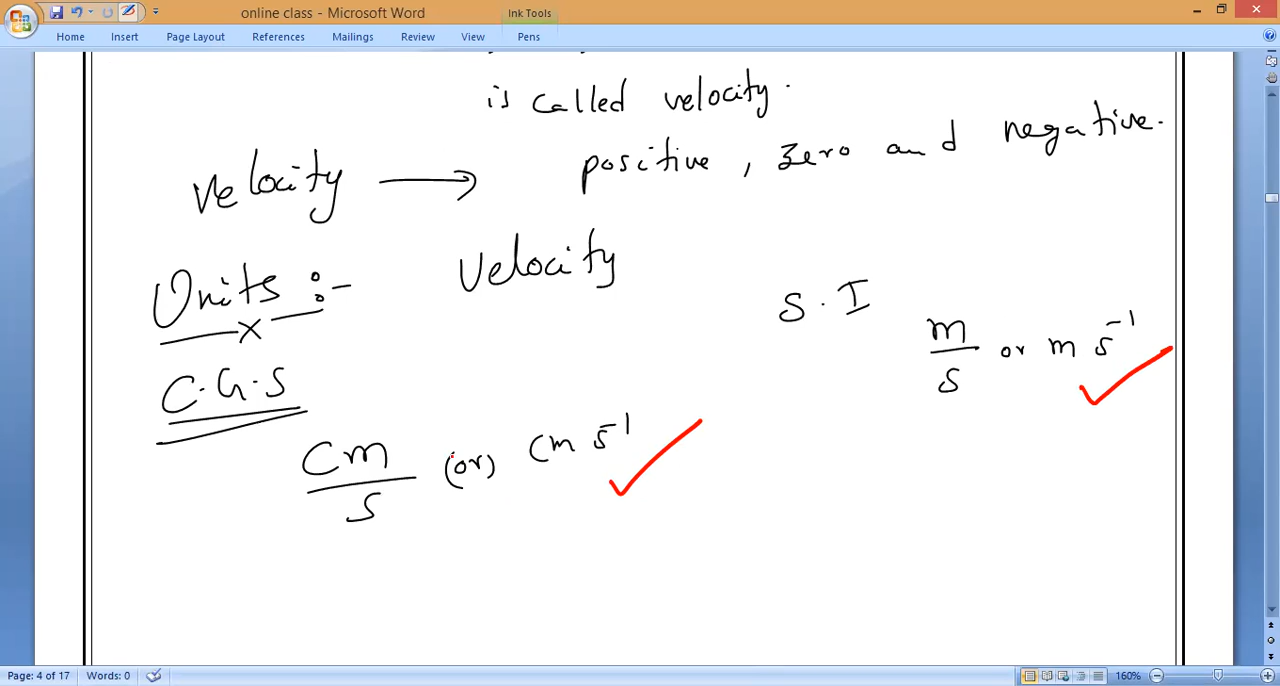 online class - Microsoft Word
Ink Tools
Home Insert Page Layout References Mailings Review View Pens
is called velocity.
velocity → positive, zero and negative.
Units :- velocity
C.G.S
S.I
m/s or m s⁻¹
Cm/s (or) Cm s⁻¹
Page: 4 of 17 Words: 0 160%